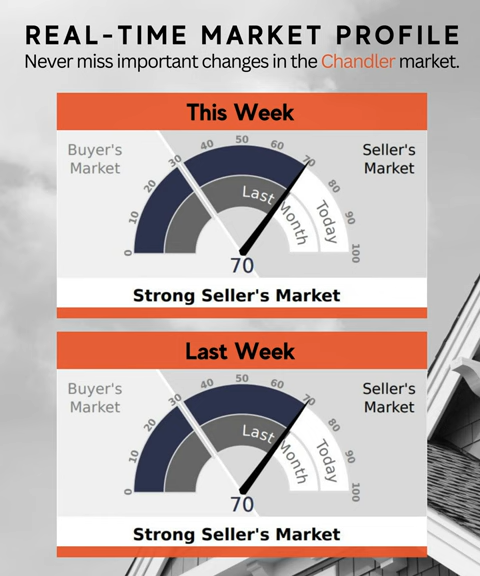 REAL-TIME MARKET PROFILE
Never miss important changes in the Chandler market.
This Week
Buyer's
Market
Seller's
Market
0
10
20
30
40
50
60
70
80
90
100
Last Month
Today
70
Strong Seller's Market
Last Week
Buyer's
Market
Seller's
Market
0
10
20
30
40
50
60
70
80
90
100
Last Month
Today
70
Strong Seller's Market